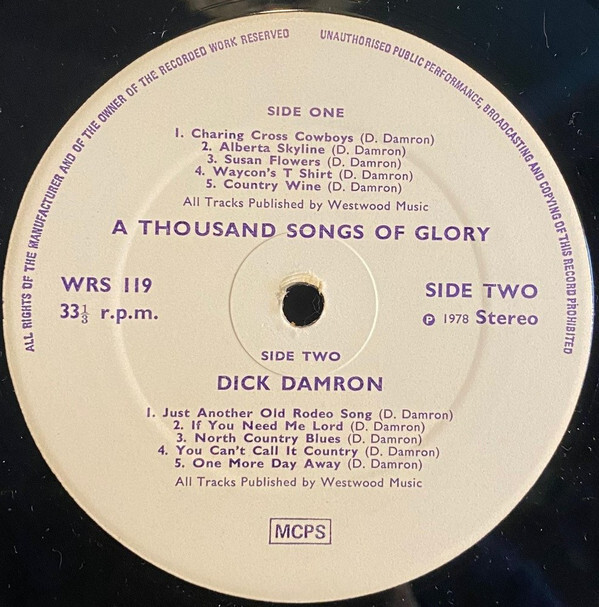 ALL RIGHTS OF THE MANUFACTURER AND OF THE OWNER OF THE RECORDED WORK RESERVED
UNAUTHORISED PUBLIC PERFORMANCE, BROADCASTING AND COPYING OF THIS RECORD PROHIBITED
SIDE ONE
1. Charing Cross Cowboys (D. Damron)
2. Alberta Skyline (D. Damron)
3. Susan Flowers (D. Damron)
4. Waycon's T Shirt (D. Damron)
5. Country Wine (D. Damron)
All Tracks Published by Westwood Music
A THOUSAND SONGS OF GLORY
WRS 119
33⅓ r.p.m.
SIDE TWO
℗ 1978 Stereo
SIDE TWO
DICK DAMRON
1. Just Another Old Rodeo Song (D. Damron)
2. If You Need Me Lord (D. Damron)
3. North Country Blues (D. Damron)
4. You Can't Call It Country (D. Damron)
5. One More Day Away (D. Damron)
All Tracks Published by Westwood Music
MCPS